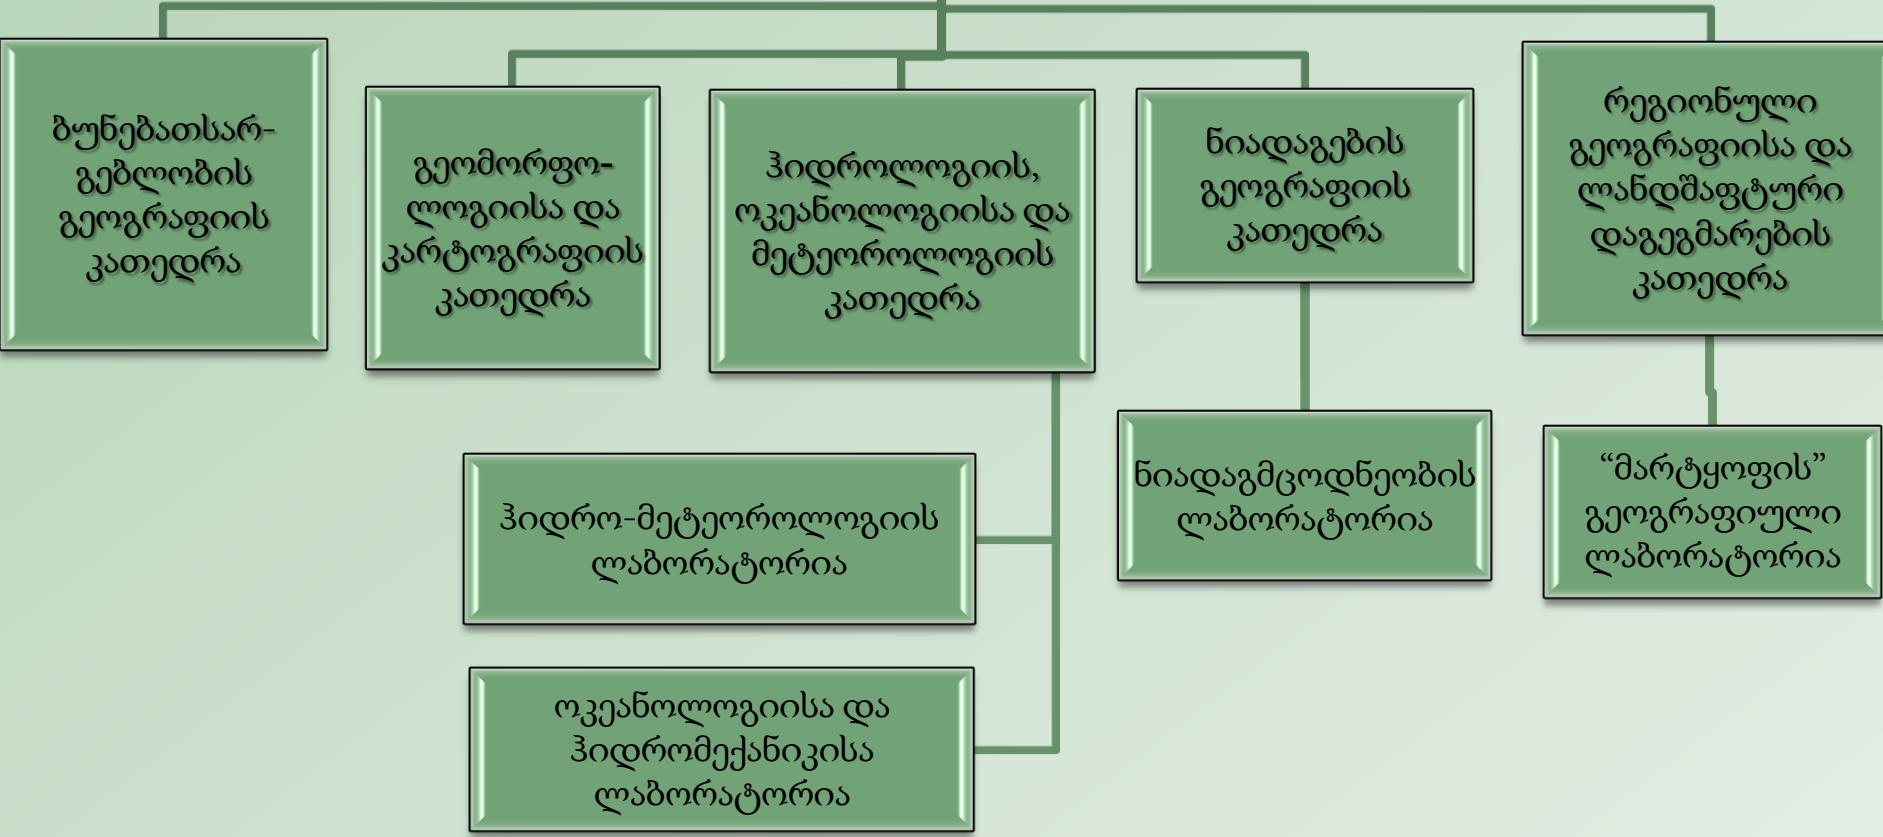 ბუნებათსარ-
გებლობის
გეოგრაფიის
კათედრა
გეომორფო-
ლოგიისა და
კარტოგრაფიის
კათედრა
ჰიდროლოგიის,
ოკეანოლოგიისა და
მეტეოროლოგიის
კათედრა
ნიადაგების
გეოგრაფიის
კათედრა
რეგიონული
გეოგრაფიისა და
ლანდშაფტური
დაგეგმარების
კათედრა
ჰიდრო-მეტეოროლოგიის
ლაბორატორია
ოკეანოლოგიისა და
ჰიდრომექანიკისა
ლაბორატორია
ნიადაგმცოდნეობის
ლაბორატორია
“მარტყოფის”
გეოგრაფიული
ლაბორატორია